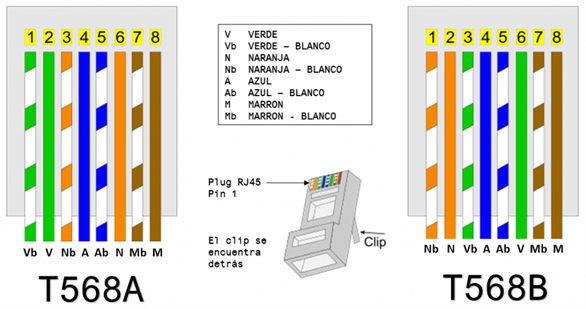 1 2 3 4 5 6 7 8
Vb V Nb A Ab N Mb M
T568A
V VERDE
Vb VERDE – BLANCO
N NARANJA
Nb NARANJA – BLANCO
A AZUL
Ab AZUL – BLANCO
M MARRON
Mb MARRON - BLANCO
Plug RJ45
Pin 1
El clip se
encuentra
detrás
Clip
1 2 3 4 5 6 7 8
Nb N Vb A Ab V Mb M
T568B